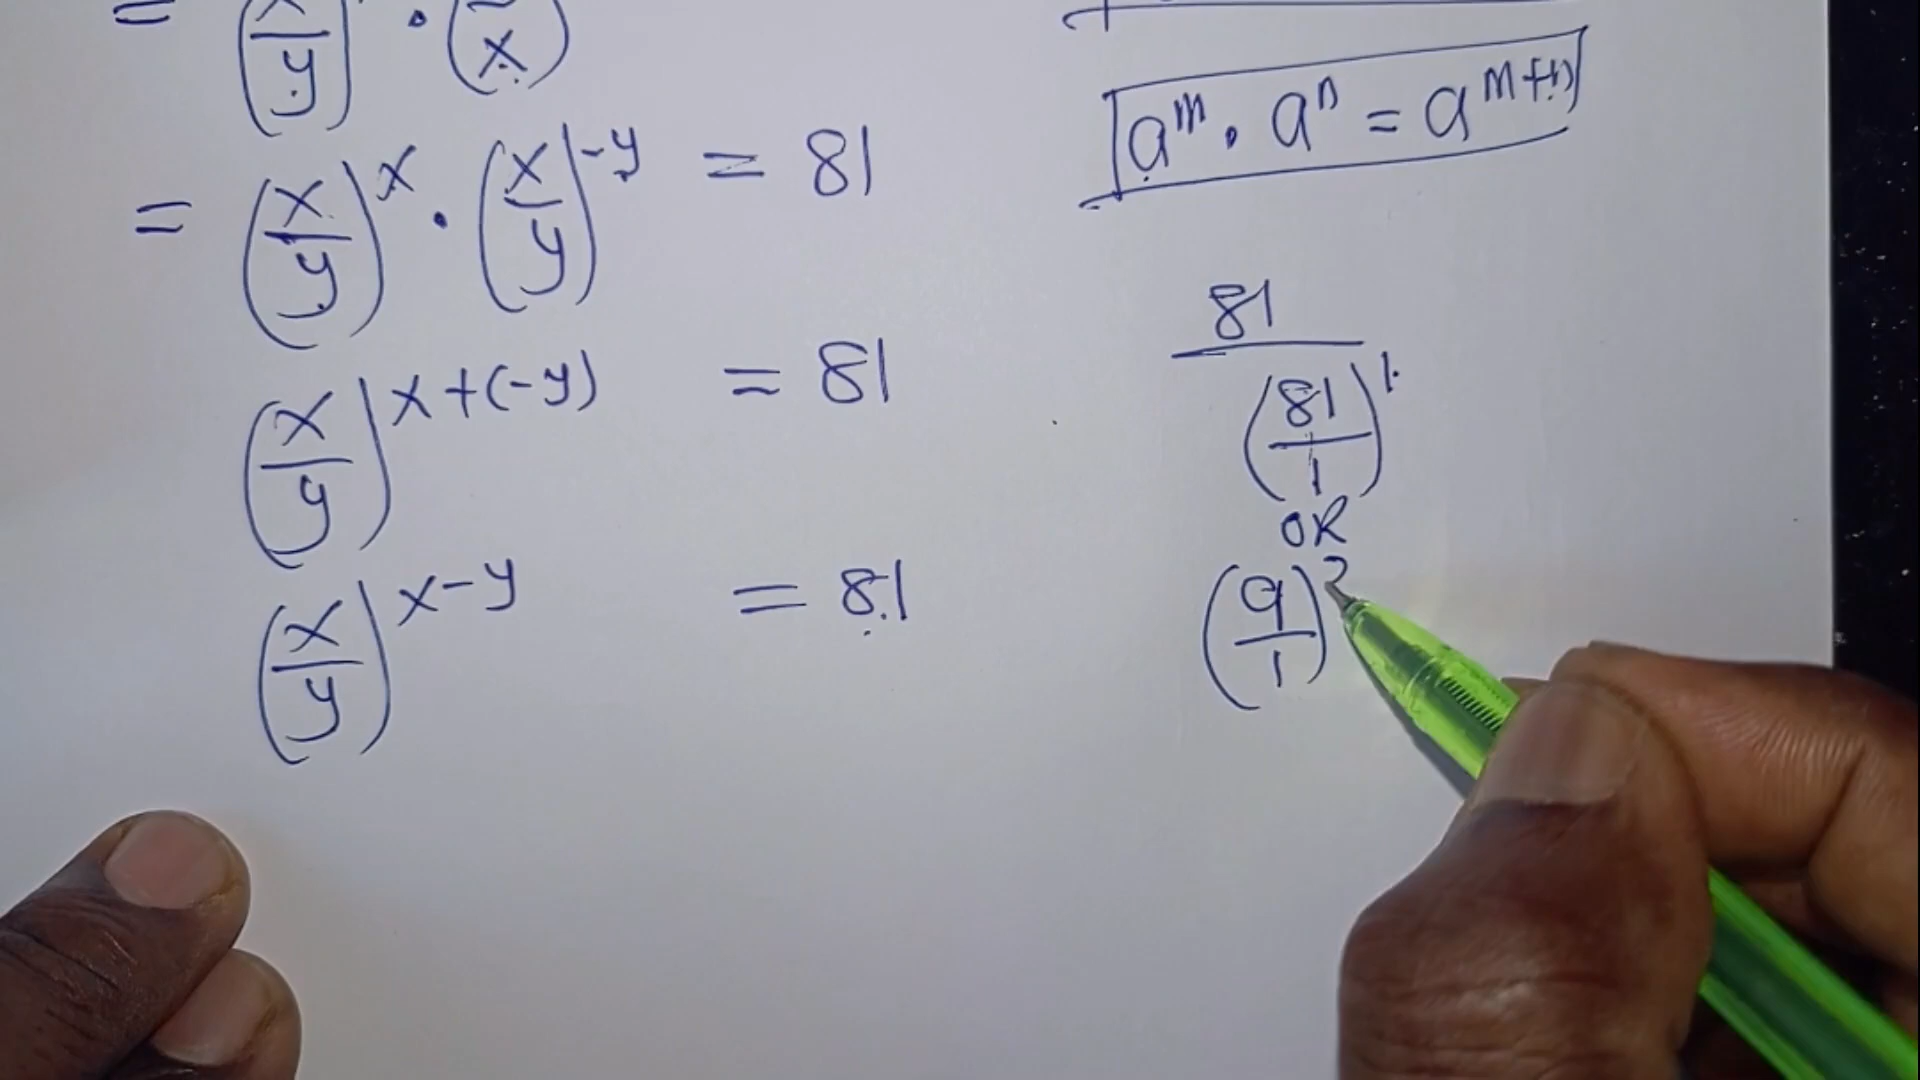 = (x/y) · (/x)
= (x/y)^x · (x/y)^-y = 81
(x/y)^x+(-y) = 81
(x/y)^x-y = 81
a^m · a^n = a^m+n
81
(81/1)^1
OR
(9/1)^2